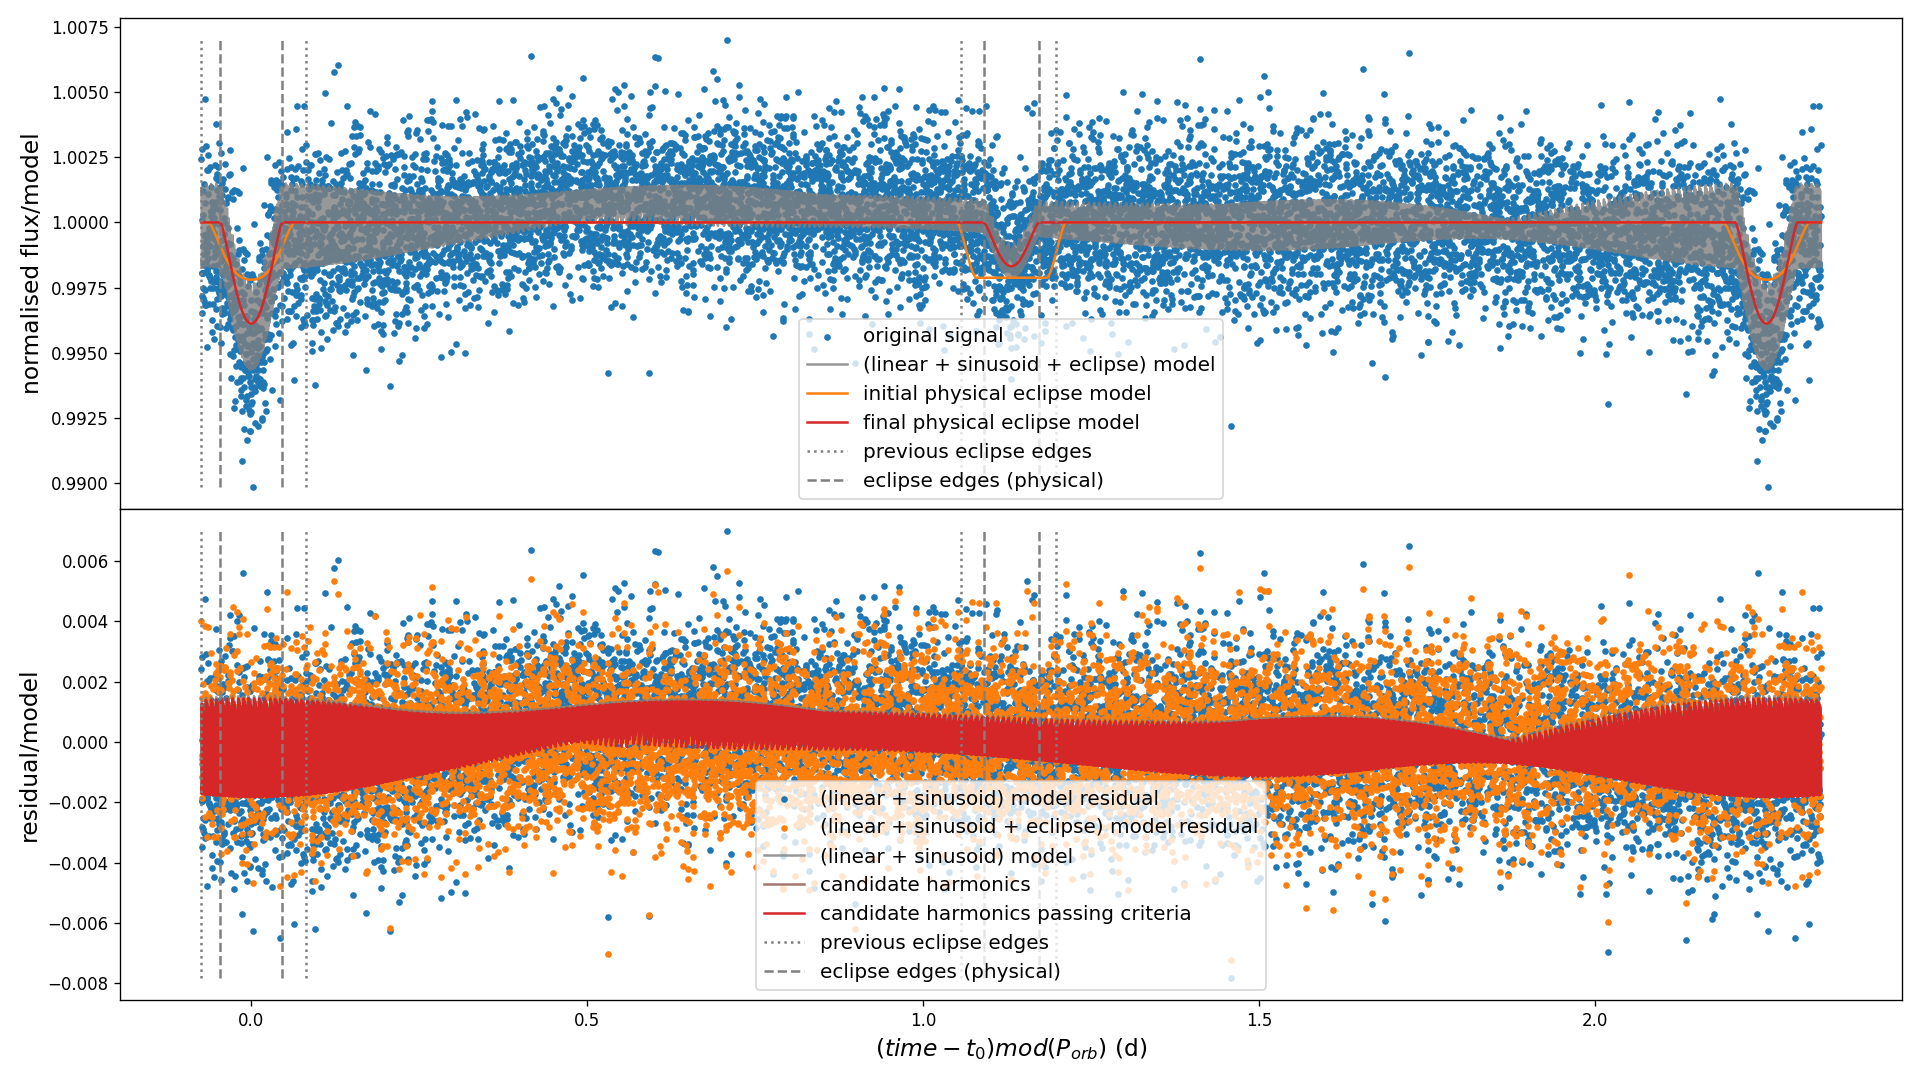 1.0075
1.0050
1.0025
1.0000
0.9975
0.9950
0.9925
0.9900
normalised flux/model
original signal
(linear + sinusoid + eclipse) model
initial physical eclipse model
final physical eclipse model
previous eclipse edges
eclipse edges (physical)
0.006
0.004
0.002
0.000
−0.002
−0.004
−0.006
−0.008
residual/model
(linear + sinusoid) model residual
(linear + sinusoid + eclipse) model residual
(linear + sinusoid) model
candidate harmonics
candidate harmonics passing criteria
previous eclipse edges
eclipse edges (physical)
0.0 0.5 1.0 1.5 2.0
(time − t₀)mod(P_orb) (d)